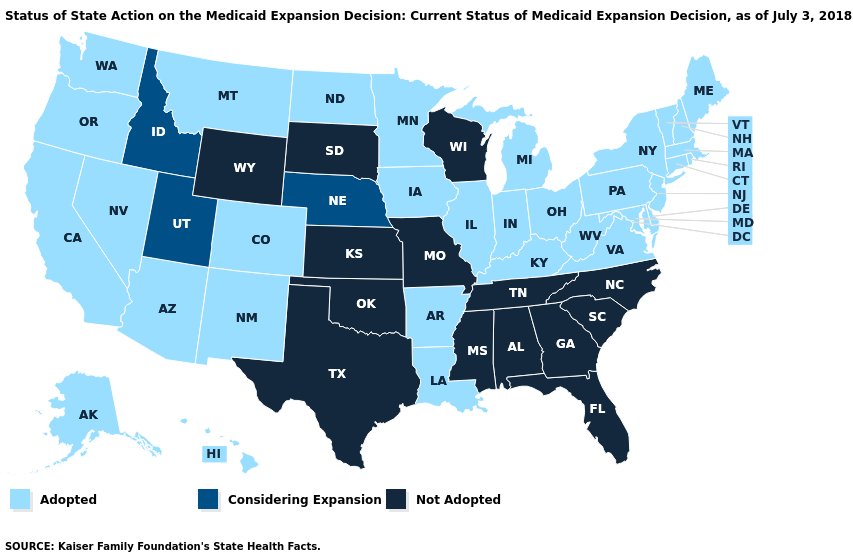 Status of State Action on the Medicaid Expansion Decision: Current Status of Medicaid Expansion Decision, as of July 3, 2018
WA
MT
ND
MN
ME
OR
ID
WY
SD
WI
MI
NY
VT
NH
MA
RI
CT
NJ
DE
MD
DC
NV
UT
CO
NE
IA
IL
IN
OH
PA
WV
VA
CA
KS
MO
KY
AZ
NM
OK
AR
TN
NC
SC
TX
LA
MS
AL
GA
FL
AK
HI
Adopted
Considering Expansion
Not Adopted
SOURCE: Kaiser Family Foundation's State Health Facts.